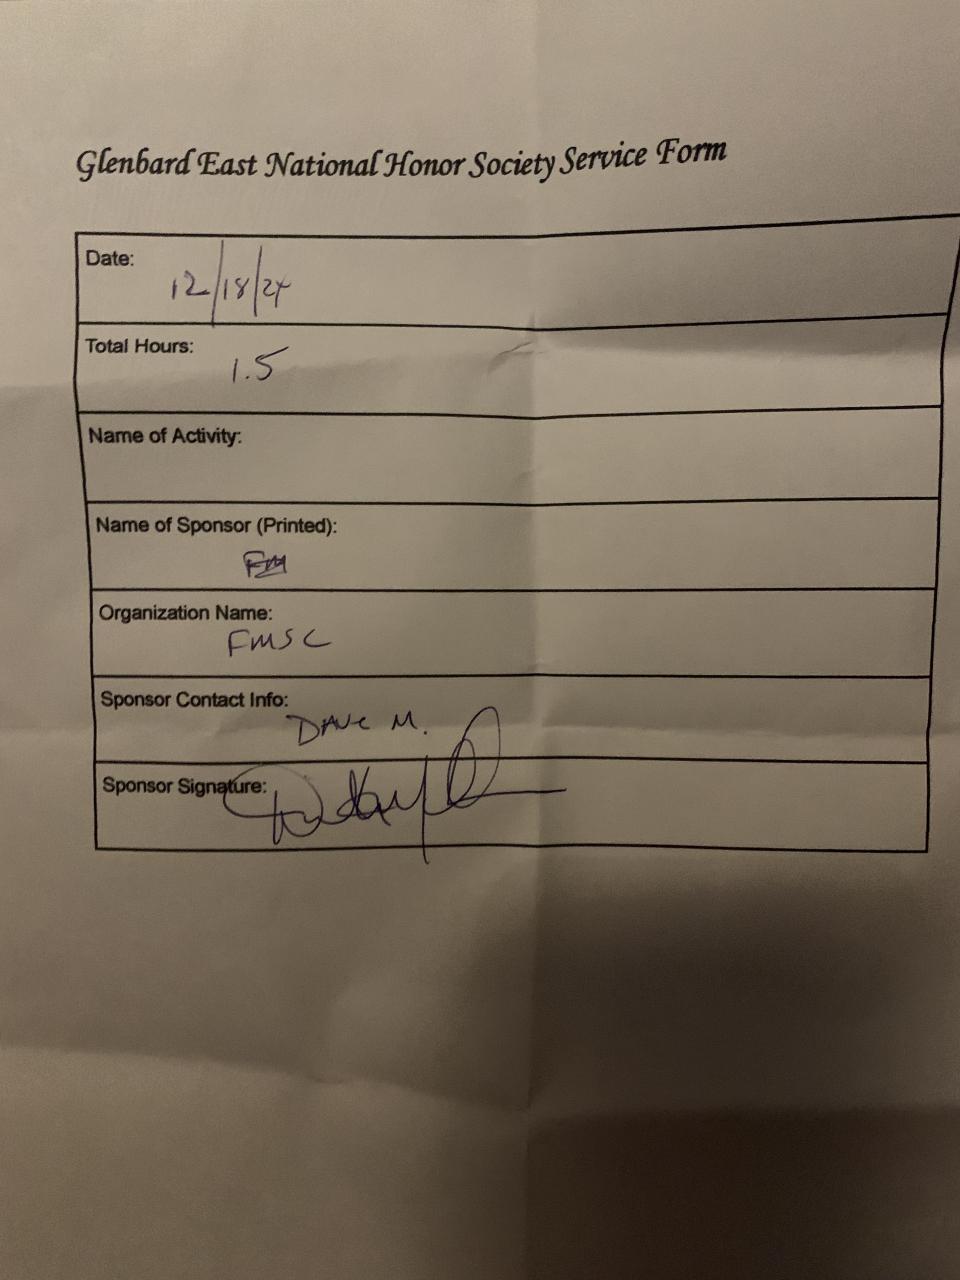 Glenbard East National Honor Society Service Form
Date:
12/18/24
Total Hours:
1.5
Name of Activity:
Name of Sponsor (Printed):
Organization Name:
FMSC
Sponsor Contact Info:
Dave M.
Sponsor Signature: